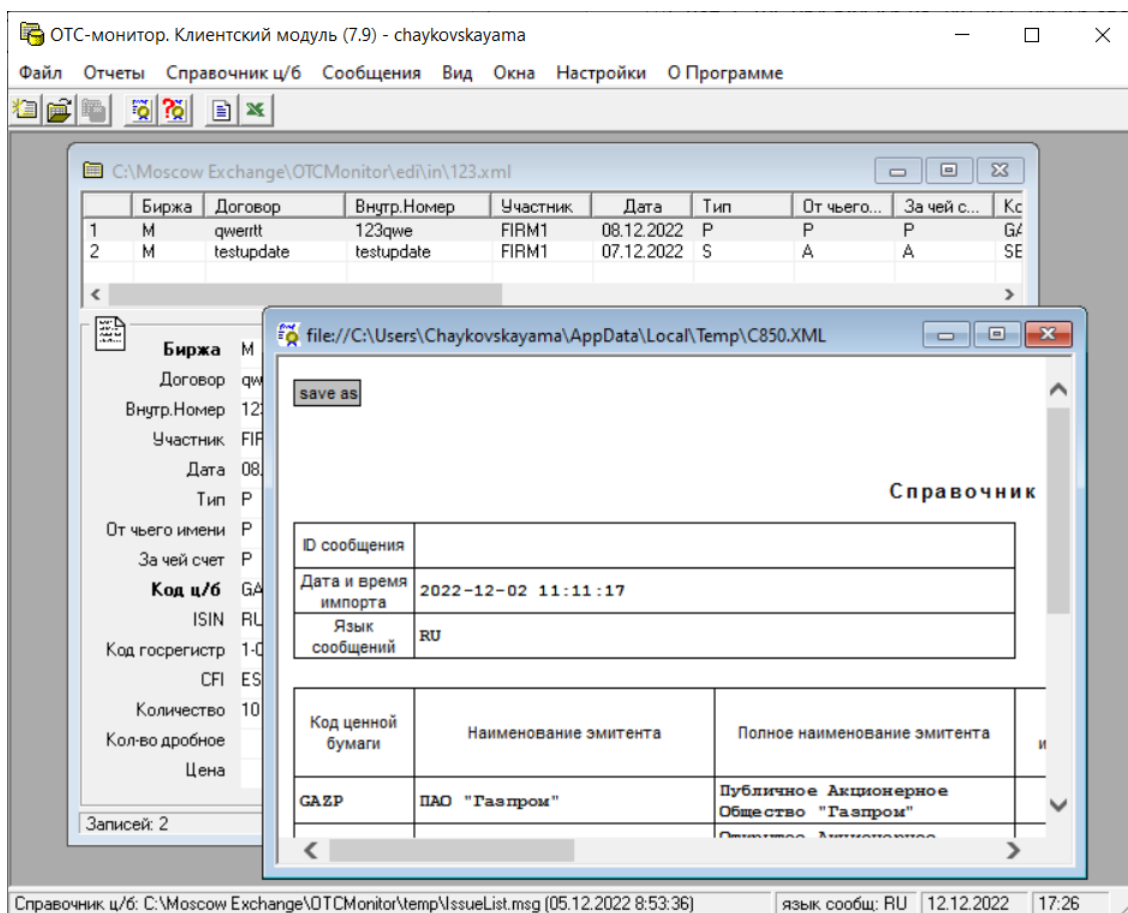 ОТС-монитор. Клиентский модуль (7.9) - chaykovskayama
Файл Отчеты Справочник ц/б Сообщения Вид Окна Настройки О Программе
C:\Moscow Exchange\OTCMonitor\edi\in\123.xml
Биржа Договор Внутр.Номер Участник Дата Тип От чьего... За чей с...
1 M qwerrtt 123qwe FIRM1 08.12.2022 P P P
2 M testupdate testupdate FIRM1 07.12.2022 S A A SE
Биржа M
Договор
Внутр.Номер
Участник
Дата 08.
Тип P
От чьего имени P
За чей счет P
Код ц/б GA
ISIN RU
Код госрегистр
CFI ES
Количество 10
Кол-во дробное
Цена
Записей: 2
file://C:\Users\Chaykovskayama\AppData\Local\Temp\C850.XML
save as
Справочник
ID сообщения
Дата и время импорта 2022-12-02 11:11:17
Язык сообщений RU
Код ценной бумаги Наименование эмитента Полное наименование эмитента
GAZP ПАО "Газпром" Публичное Акционерное
Общество "Газпром"
Справочник ц/б: C:\Moscow Exchange\OTCMonitor\temp\IssueList.msg (05.12.2022 8:53:36) язык сообщ: RU 12.12.2022 17:26